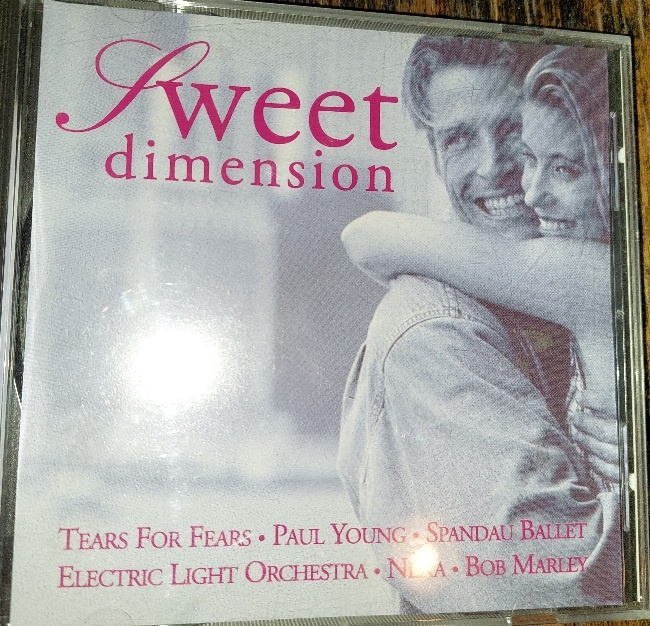 Sweet
dimension
TEARS FOR FEARS • PAUL YOUNG • SPANDAU BALLET
ELECTRIC LIGHT ORCHESTRA • • BOB MARLEY